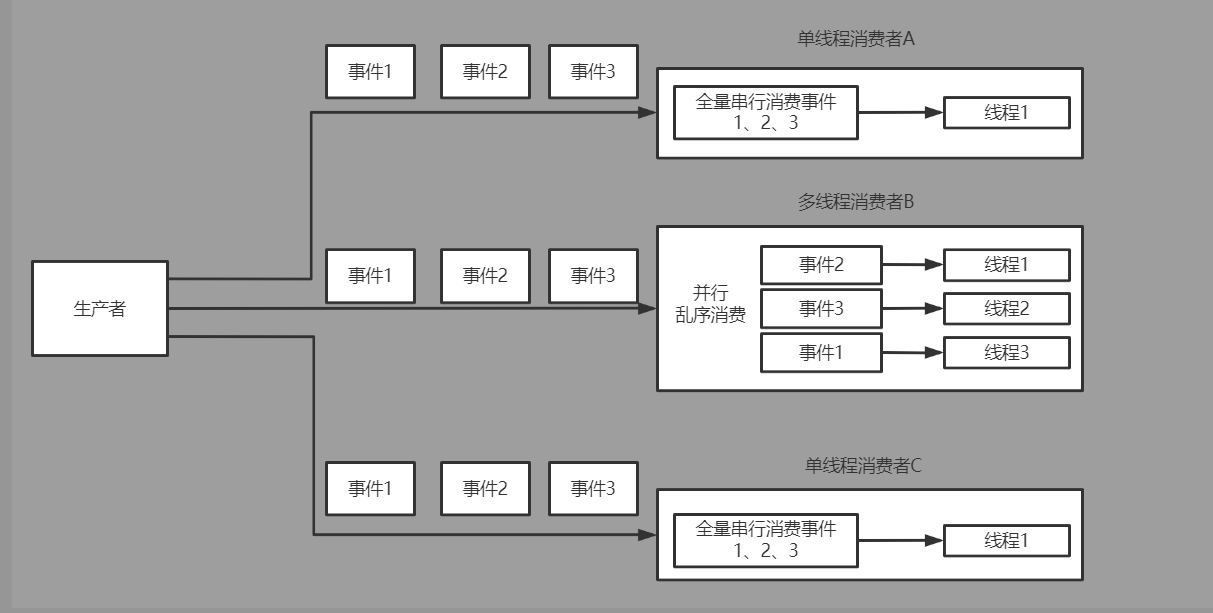 单线程消费者A
事件1
事件2
事件3
全量串行消费事件
1、2、3
线程1
多线程消费者B
生产者
事件1
事件2
事件3
并行
乱序消费
事件2
线程1
事件3
线程2
事件1
线程3
单线程消费者C
事件1
事件2
事件3
全量串行消费事件
1、2、3
线程1